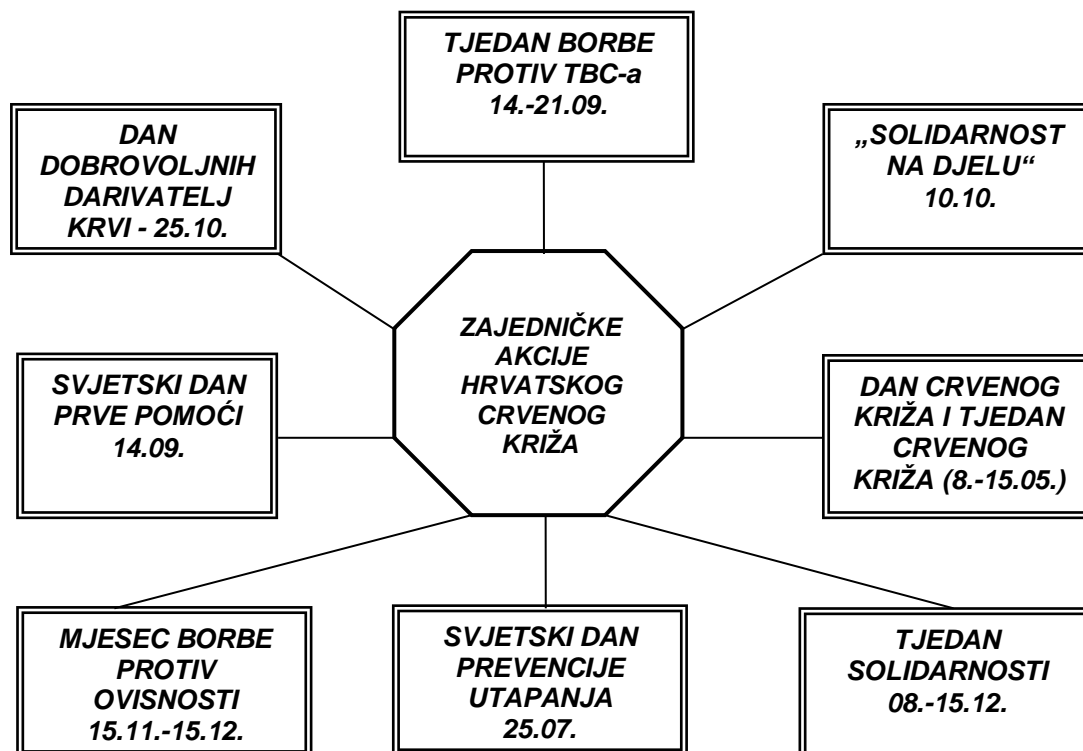 TJEDAN BORBE
PROTIV TBC-a
14.-21.09.
DAN
DOBROVOLJNIH
DARIVATELJ
KRVI - 25.10.
„SOLIDARNOST
NA DJELU“
10.10.
ZAJEDNIČKE
AKCIJE
HRVATSKOG
CRVENOG
KRIŽA
SVJETSKI DAN
PRVE POMOĆI
14.09.
DAN CRVENOG
KRIŽA I TJEDAN
CRVENOG
KRIŽA (8.-15.05.)
MJESEC BORBE
PROTIV
OVISNOSTI
15.11.-15.12.
SVJETSKI DAN
PREVENCIJE
UTAPANJA
25.07.
TJEDAN
SOLIDARNOSTI
08.-15.12.